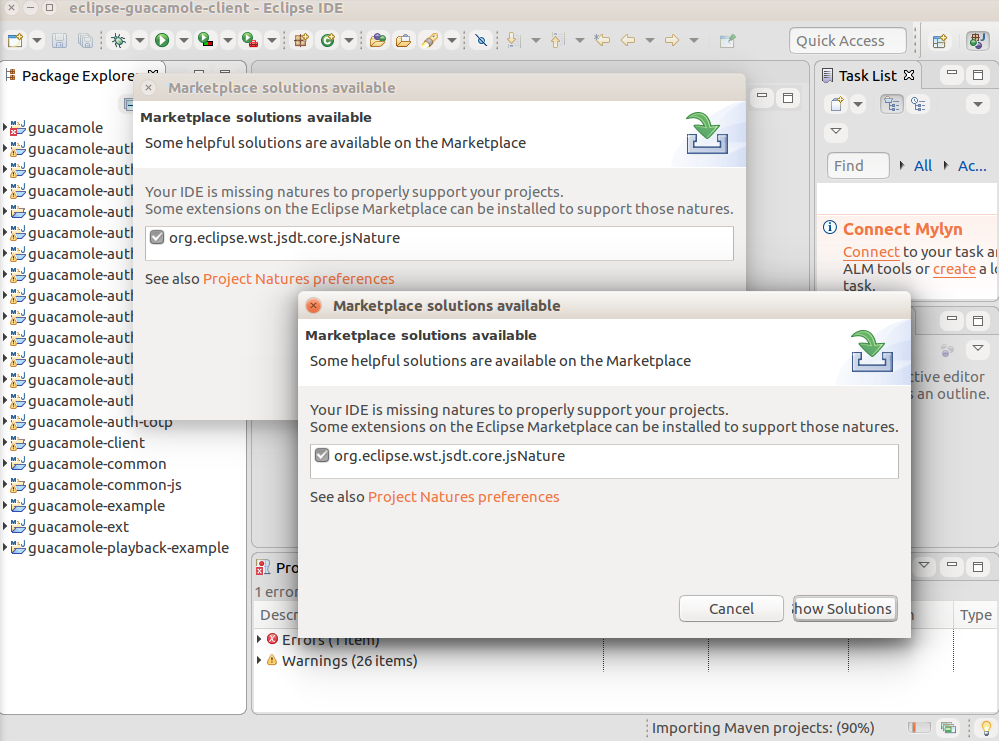 eclipse-guacamole-client - Eclipse IDE
Quick Access
Package Explore
guacamole
guacamole-auth
guacamole-auth
guacamole-auth
guacamole-auth
guacamole-auth
guacamole-auth
guacamole-auth
guacamole-auth
guacamole-auth
guacamole-auth
guacamole-auth
guacamole-auth
guacamole-auth
guacamole-auth-totp
guacamole-client
guacamole-common
guacamole-common-js
guacamole-example
guacamole-ext
guacamole-playback-example
Marketplace solutions available
Marketplace solutions available
Some helpful solutions are available on the Marketplace
Your IDE is missing natures to properly support your projects.
Some extensions on the Eclipse Marketplace can be installed to support those natures.
org.eclipse.wst.jsdt.core.jsNature
See also Project Natures preferences
Marketplace solutions available
Marketplace solutions available
Some helpful solutions are available on the Marketplace
Your IDE is missing natures to properly support your projects.
Some extensions on the Eclipse Marketplace can be installed to support those natures.
org.eclipse.wst.jsdt.core.jsNature
See also Project Natures preferences
Cancel
how Solutions
Task List
Find
All
Ac...
Connect Mylyn
Connect to your task a
ALM tools or create a lo
task.
ctive editor
s an outline.
Pro
1 error
Descr
Type
Errors (1 item)
Warnings (26 items)
Importing Maven projects: (90%)